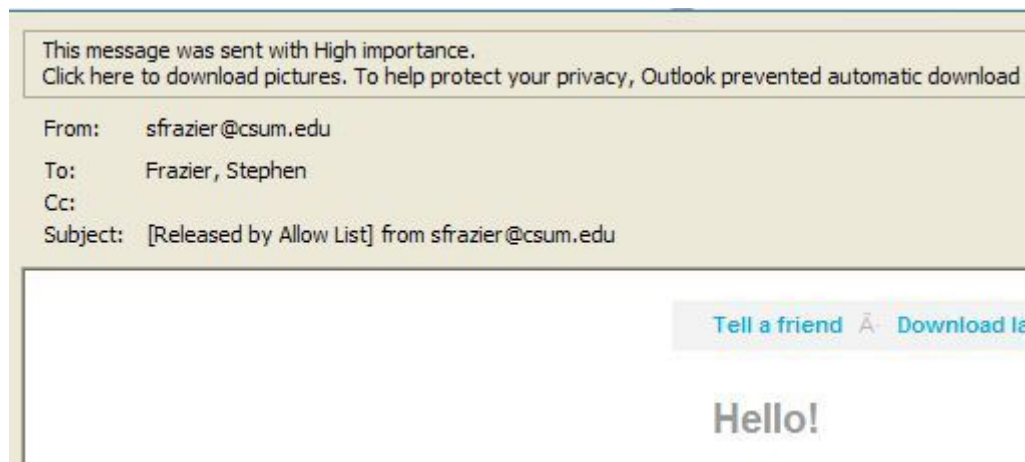 This message was sent with High importance.
Click here to download pictures. To help protect your privacy, Outlook prevented automatic download
From: sfrazier@csum.edu
To: Frazier, Stephen
Cc:
Subject: [Released by Allow List] from sfrazier@csum.edu
Tell a friend Â· Download la
Hello!